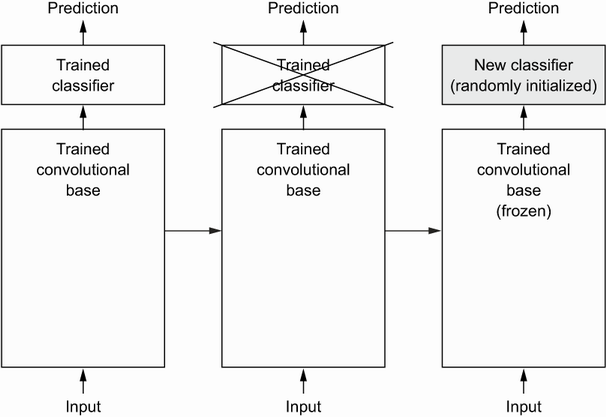 Prediction
Trained
classifier
Trained
convolutional
base
Input
Prediction
Trained
classifier
Trained
convolutional
base
Input
Prediction
New classifier
(randomly initialized)
Trained
convolutional
base
(frozen)
Input